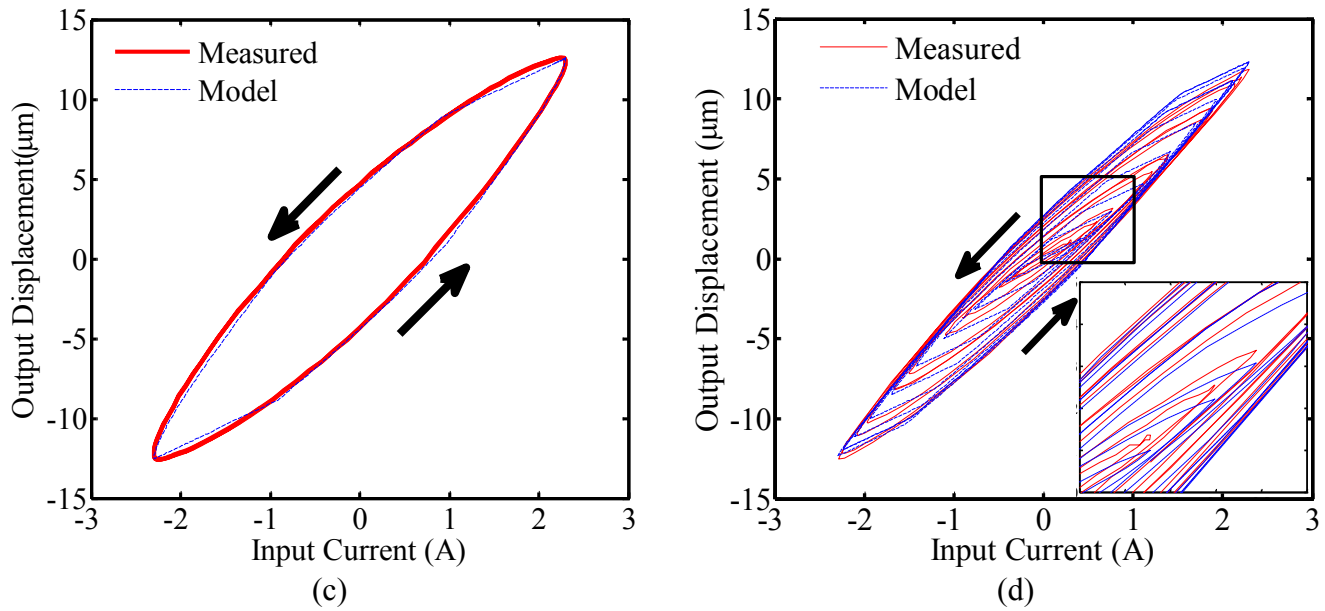 15
10
5
0
-5
-10
-15
-3
-2
-1
0
1
2
3
Measured
Model
Output Displacement(μm)
Input Current (A)
(c)
15
10
5
0
-5
-10
-15
-3
-2
-1
0
1
2
3
Measured
Model
Output Displacement (μm)
Input Current (A)
(d)